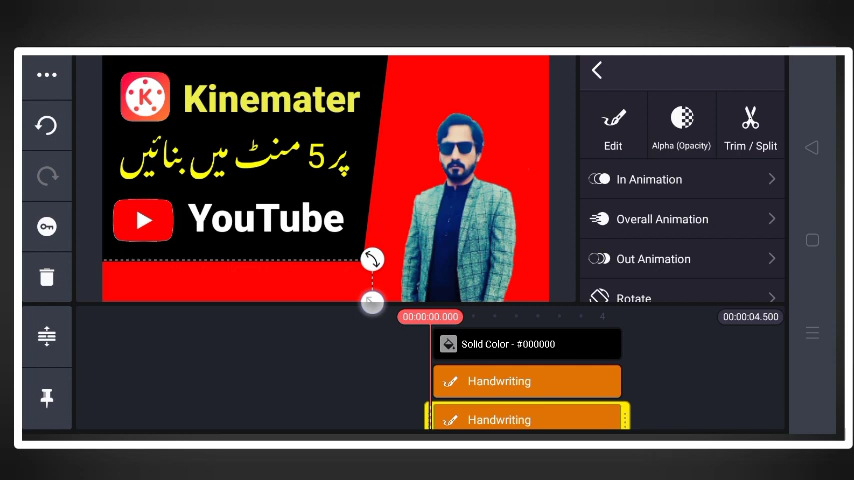 Kinemater
پر 5 منٹ میں بنائیں
YouTube
Edit
Alpha (Opacity)
Trim / Split
In Animation
Overall Animation
Out Animation
Rotate
00:00:00.000
4
00:00:04.500
Solid Color - #000000
Handwriting
Handwriting